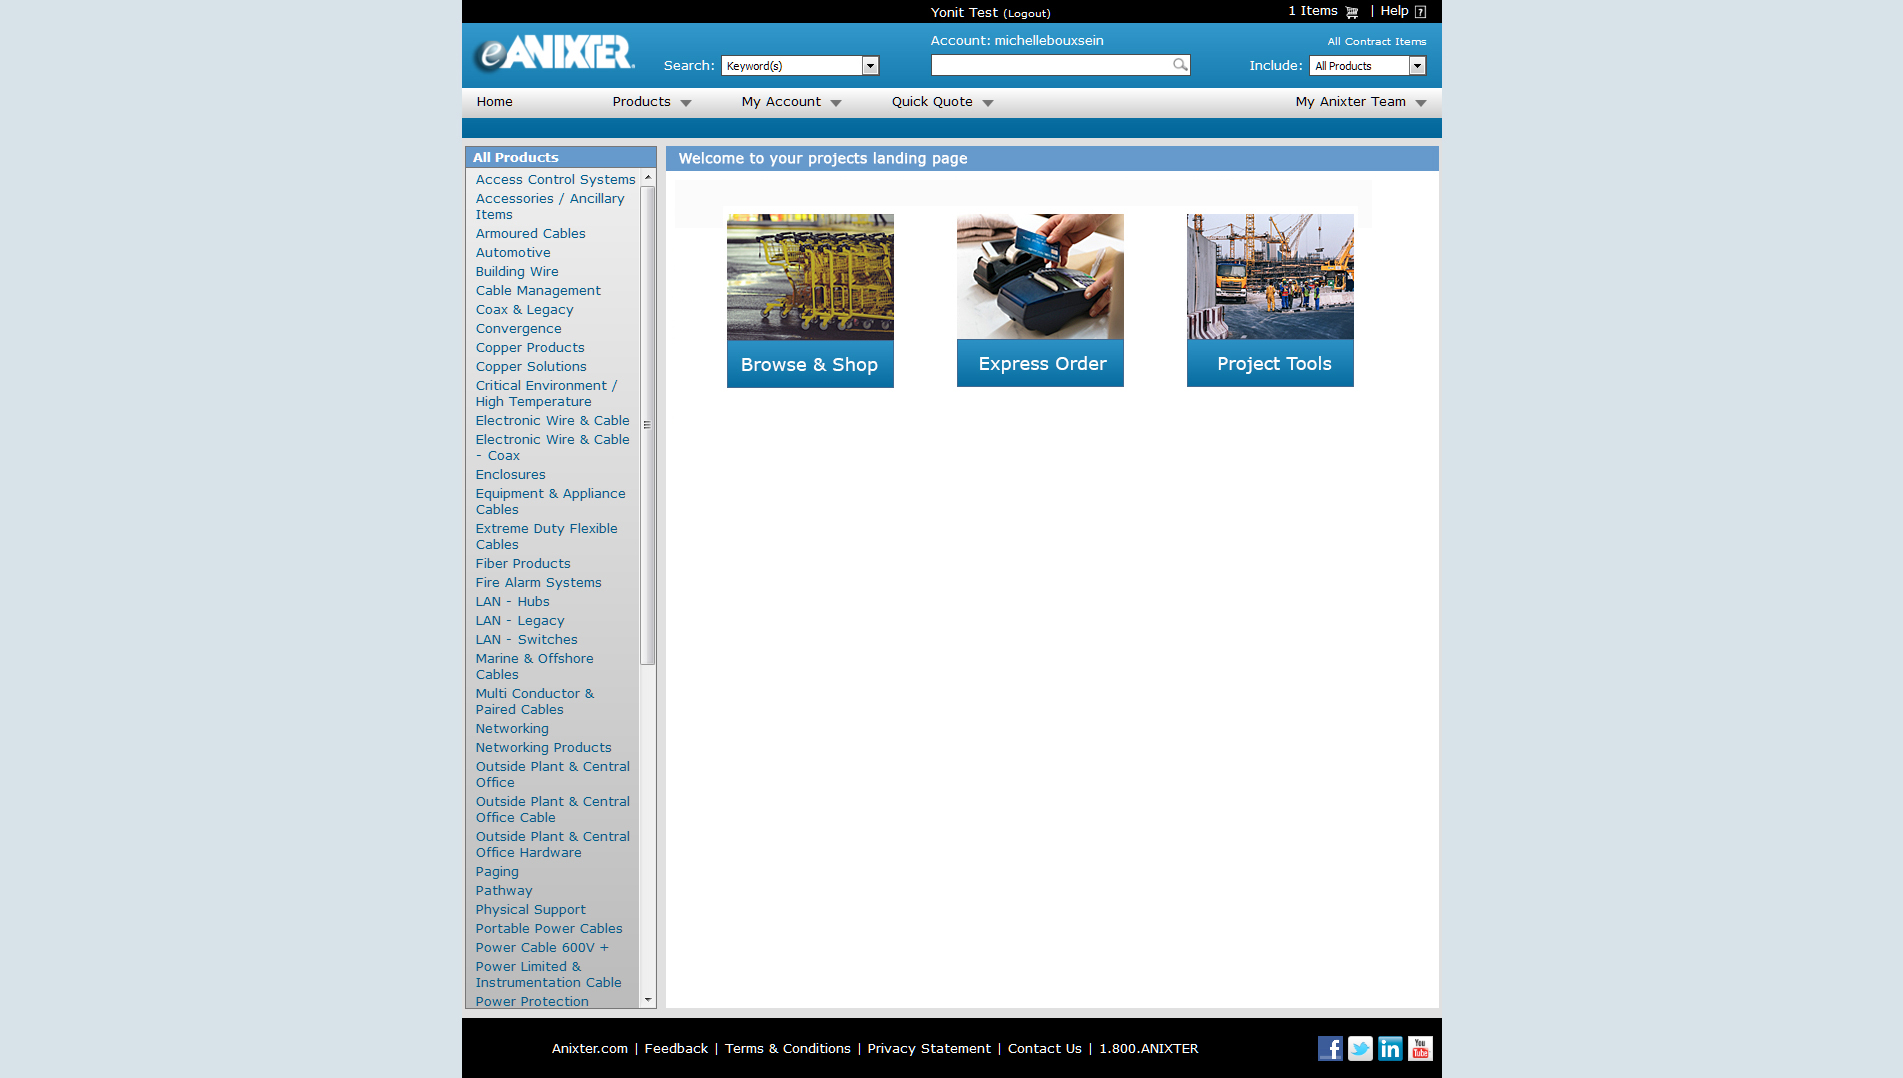 Yonit Test (Logout)
1 Items | Help ?
eANIXTER
Account: michellebouxsein
All Contract Items
Search: Keyword(s)
Include: All Products
Home
Products
My Account
Quick Quote
My Anixter Team
All Products
Access Control Systems
Accessories / Ancillary
Items
Armoured Cables
Automotive
Building Wire
Cable Management
Coax & Legacy
Convergence
Copper Products
Copper Solutions
Critical Environment /
High Temperature
Electronic Wire & Cable
Electronic Wire & Cable
- Coax
Enclosures
Equipment & Appliance
Cables
Extreme Duty Flexible
Cables
Fiber Products
Fire Alarm Systems
LAN - Hubs
LAN - Legacy
LAN - Switches
Marine & Offshore
Cables
Multi Conductor &
Paired Cables
Networking
Networking Products
Outside Plant & Central
Office
Outside Plant & Central
Office Cable
Outside Plant & Central
Office Hardware
Paging
Pathway
Physical Support
Portable Power Cables
Power Cable 600V +
Power Limited &
Instrumentation Cable
Power Protection
Welcome to your projects landing page
Browse & Shop
Express Order
Project Tools
Anixter.com | Feedback | Terms & Conditions | Privacy Statement | Contact Us | 1.800.ANIXTER
f
in
You
Tube